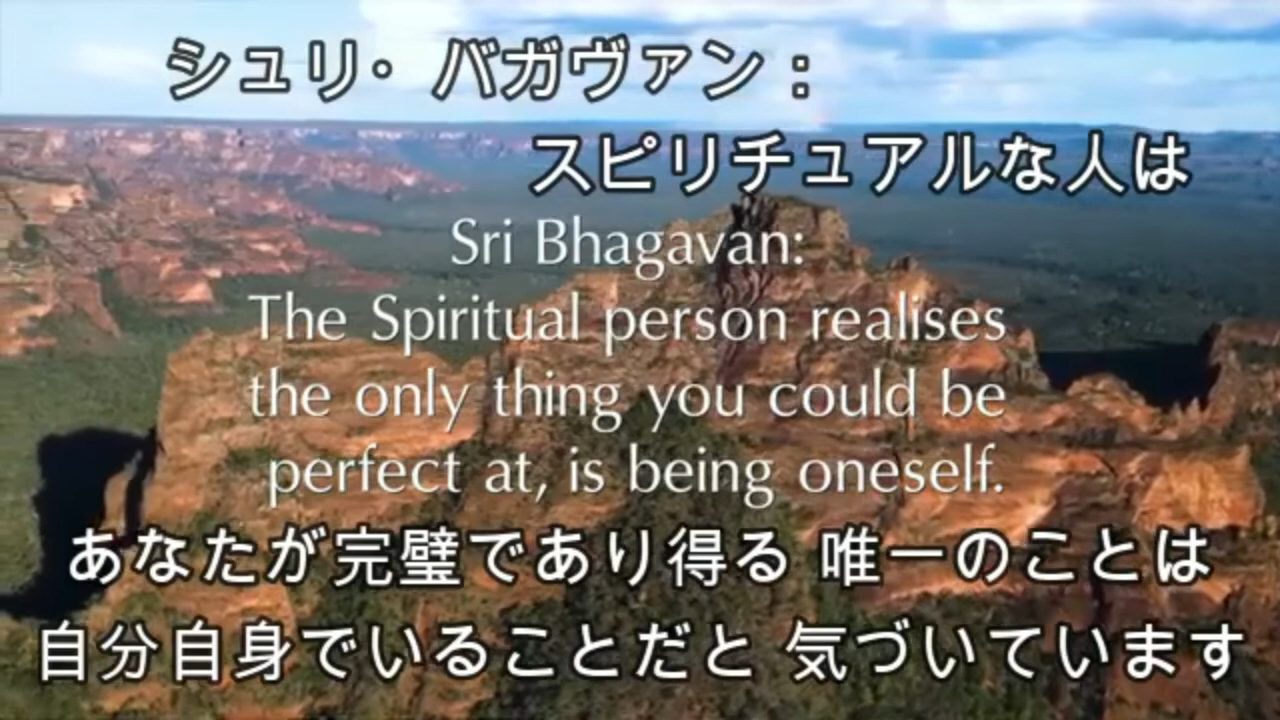 シュリ・バガヴァン：
スピリチュアルな人は
Sri Bhagavan:
The Spiritual person realises
the only thing you could be
perfect at, is being oneself.
あなたが完璧であり得る 唯一のことは
自分自身でいることだと 気づいています